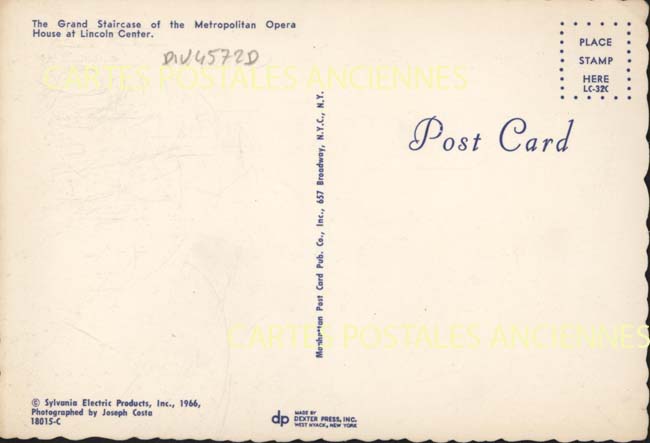 The Grand Staircase of the Metropolitan Opera
House at Lincoln Center.
DIV4572D
CARTES POSTALES ANCIENNES
PLACE
STAMP
HERE
LC-32C
Post Card
Manhattan Post Card Pub. Co., Inc., 657 Broadway, N.Y.C., N.Y.
CARTES POSTALES ANCIENNES
© Sylvania Electric Products, Inc., 1966,
Photographed by Joseph Costa
18015-C
dp
MADE BY
DEXTER PRESS, INC.
WEST NYACK, NEW YORK